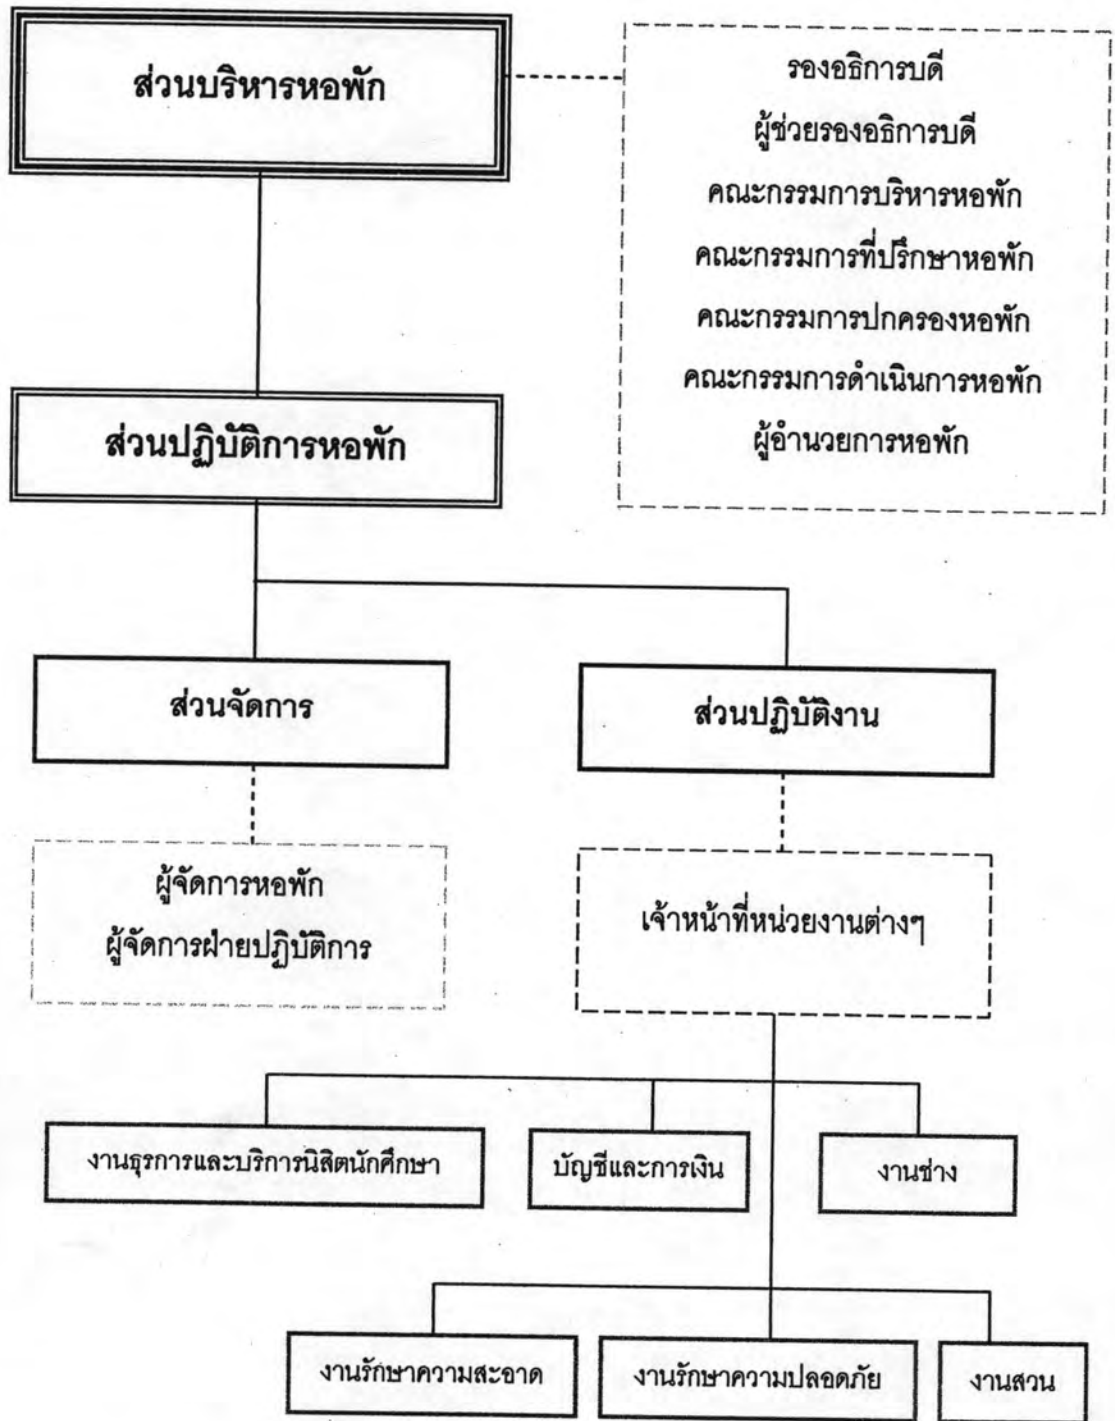 ส่วนบริหารหอพัก
รองอธิการบดี
ผู้ช่วยรองอธิการบดี
คณะกรรมการบริหารหอพัก
คณะกรรมการที่ปรึกษาหอพัก
คณะกรรมการปกครองหอพัก
คณะกรรมการดำเนินการหอพัก
ผู้อำนวยการหอพัก
ส่วนปฏิบัติการหอพัก
ส่วนจัดการ
ส่วนปฏิบัติงาน
ผู้จัดการหอพัก
ผู้จัดการฝ่ายปฏิบัติการ
เจ้าหน้าที่หน่วยงานต่างๆ
งานธุรการและบริการนิสิตนักศึกษา
บัญชีและการเงิน
งานช่าง
งานรักษาความสะอาด
งานรักษาความปลอดภัย
งานสวน